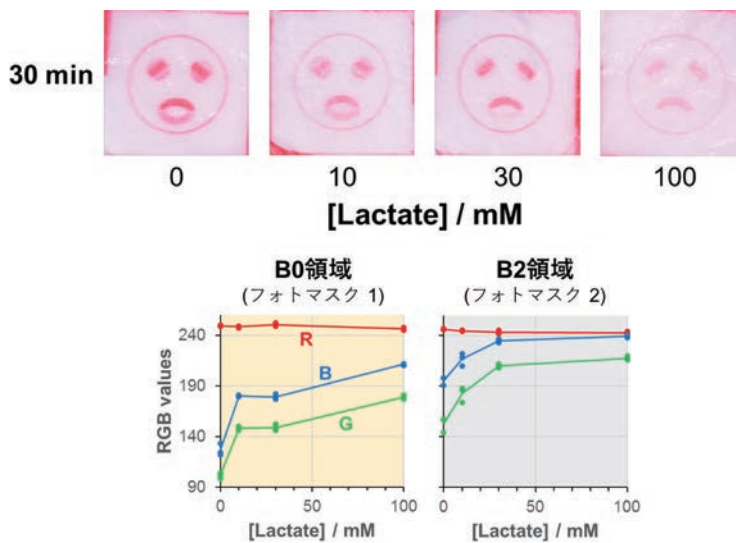 30 min
0 10 30 100
[Lactate] / mM
B0領域
(フォトマスク 1)
B2領域
(フォトマスク 2)
RGB values
240
190
140
90
R
B
G
0 50 100
0 50 100
[Lactate] / mM
[Lactate] / mM